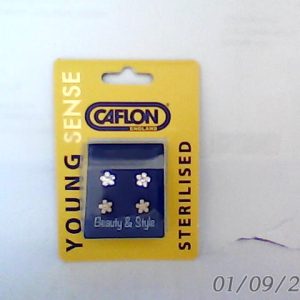 YOUNG SENSE
CAFLON
ENGLAND
STERILISED
Beauty & Style
01/09/2